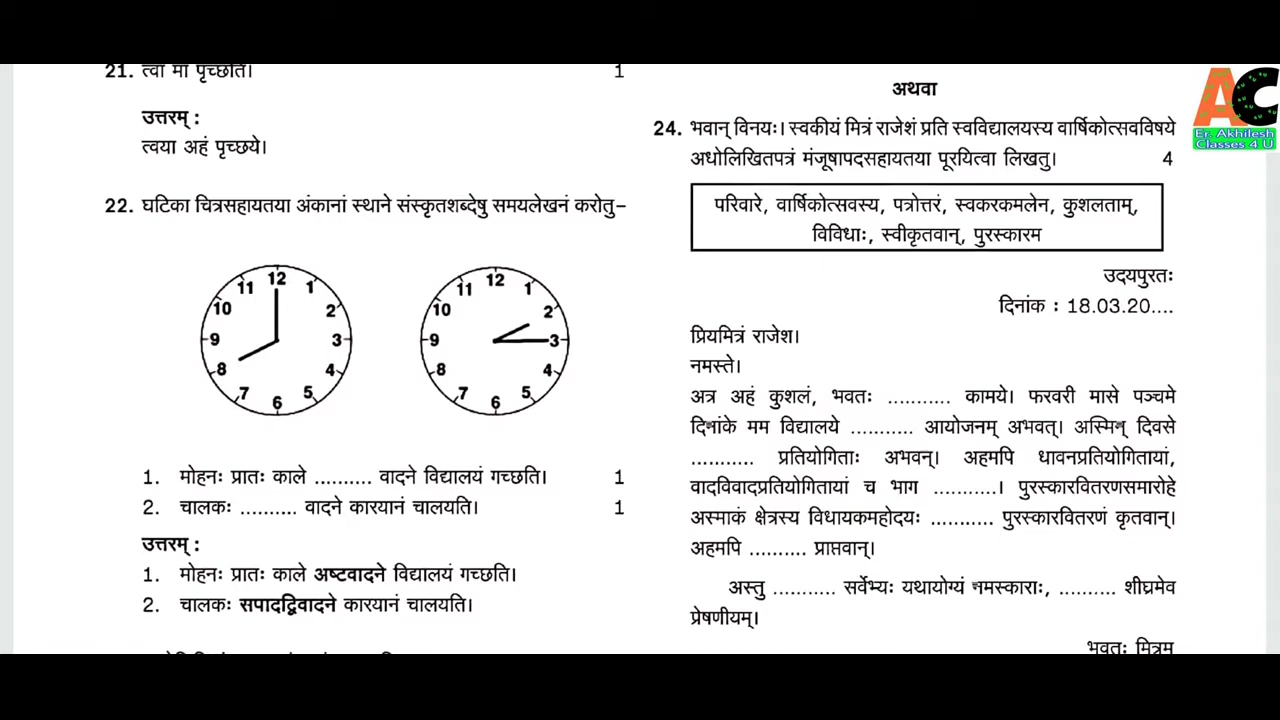 21. त्वां मां पृच्छति। 1
उत्तरम् :
त्वया अहं पृच्छये।
22. घटिका चित्रसहायतया अंकानां स्थाने संस्कृतशब्देषु समयलेखनं करोतु–
12
11 1
10 2
9 3
8 4
7 5
6
12
11 1
10 2
9 3
8 4
7 5
6
1. मोहनः प्रातः काले .......... वादने विद्यालयं गच्छति। 1
2. चालकः .......... वादने कारयानं चालयति। 1
उत्तरम् :
1. मोहनः प्रातः काले अष्टवादने विद्यालयं गच्छति।
2. चालकः सपादद्विवादने कारयानं चालयति।
अथवा
24. भवान् विनयः। स्वकीयं मित्रं राजेशं प्रति स्वविद्यालयस्य वार्षिकोत्सवविषये
अधोलिखितपत्रं मंजूषापदसहायतया पूरयित्वा लिखतु। 4
परिवारे, वार्षिकोत्सवस्य, पत्रोत्तरं, स्वकरकमलेन, कुशलताम्,
विविधाः, स्वीकृतवान्, पुरस्कारम
उदयपुरतः
दिनांक : 18.03.20....
प्रियमित्रं राजेश।
नमस्ते।
अत्र अहं कुशलं, भवतः ........... कामये। फरवरी मासे पञ्चमे
दिनांके मम विद्यालये ........... आयोजनम् अभवत्। अस्मिन् दिवसे
........... प्रतियोगिताः अभवन्। अहमपि धावनप्रतियोगितायां,
वादविवादप्रतियोगितायां च भाग ...........। पुरस्कारवितरणसमारोहे
अस्माकं क्षेत्रस्य विधायकमहोदयः ........... पुरस्कारवितरणं कृतवान्।
अहमपि .......... प्राप्तवान्।
अस्तु ........... सर्वेभ्यः यथायोग्यं नमस्काराः, .......... शीघ्रमेव
प्रेषणीयम्।
भवतः मित्रम
AC
Er. Akhilesh
Classes 4 U